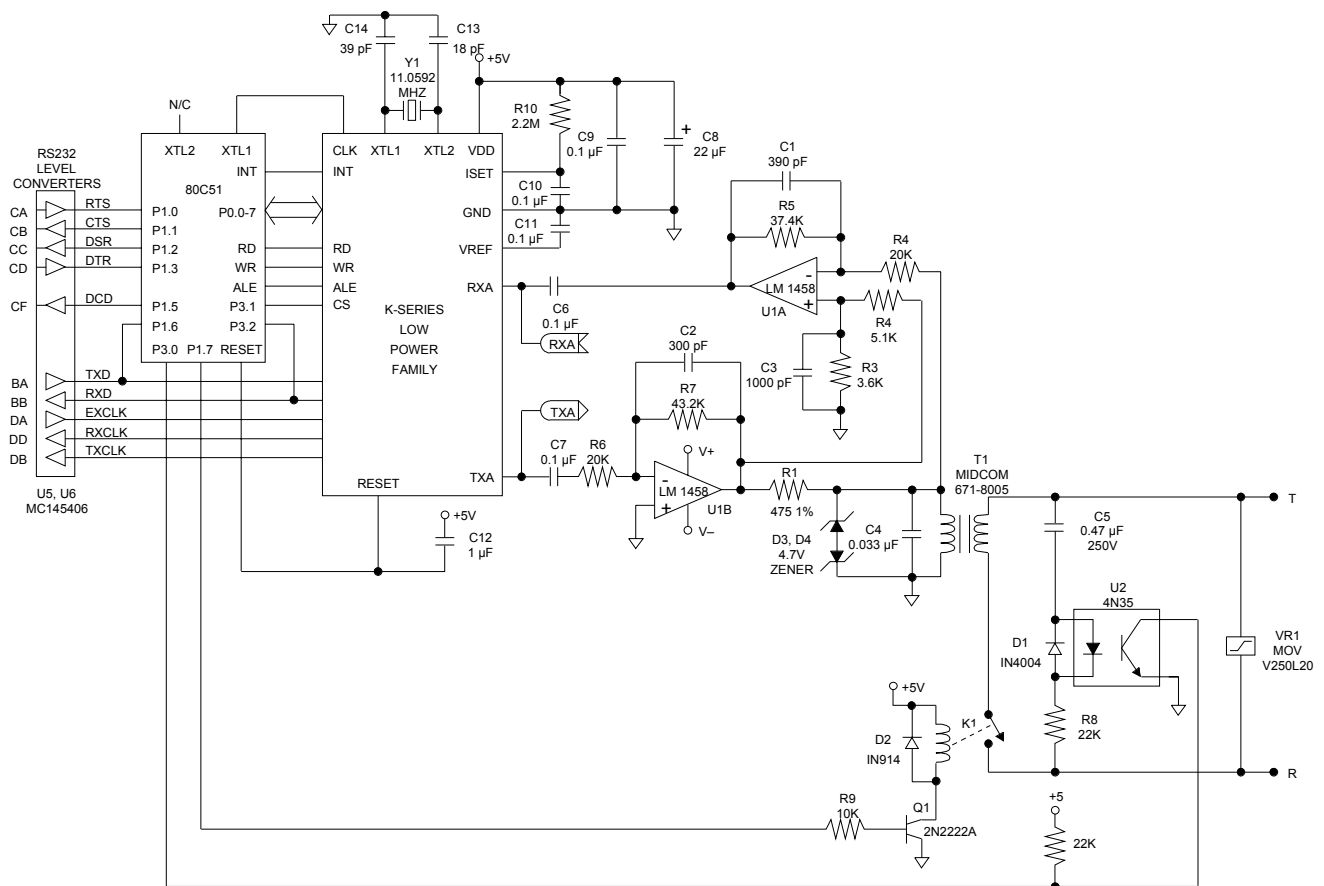 C14
39 pF
C13
18 pF
+5V
Y1
11.0592
MHZ
R10
2.2M
C9
0.1 µF
C8
22 µF
+
N/C
XTL2
XTL1
INT
80C51
P1.0
P0.0-7
P1.1
P1.2
RD
P1.3
WR
ALE
P1.5
P3.1
P1.6
P3.2
P3.0
P1.7
RESET
RS232
LEVEL
CONVERTERS
CA
RTS
CB
CTS
CC
DSR
CD
DTR
CF
DCD
BA
TXD
BB
RXD
DA
EXCLK
DD
RXCLK
DB
TXCLK
U5, U6
MC145406
CLK
XTL1
XTL2
VDD
INT
ISET
GND
VREF
RD
WR
ALE
CS
RXA
K-SERIES
LOW
POWER
FAMILY
TXA
RESET
C10
0.1 µF
C11
0.1 µF
+5V
C12
1 µF
C6
0.1 µF
RXA
TXA
C7
0.1 µF
R6
20K
C1
390 pF
R5
37.4K
R4
20K
-
+
LM 1458
U1A
R4
5.1K
C3
1000 pF
R3
3.6K
C2
300 pF
R7
43.2K
V+
-
+
LM 1458
U1B
V–
R1
475 1%
D3, D4
4.7V
ZENER
C4
0.033 µF
T1
MIDCOM
671-8005
C5
0.47 µF
250V
T
U2
4N35
D1
IN4004
VR1
MOV
V250L20
R8
22K
R
+5V
D2
IN914
K1
R9
10K
Q1
2N2222A
+5
22K